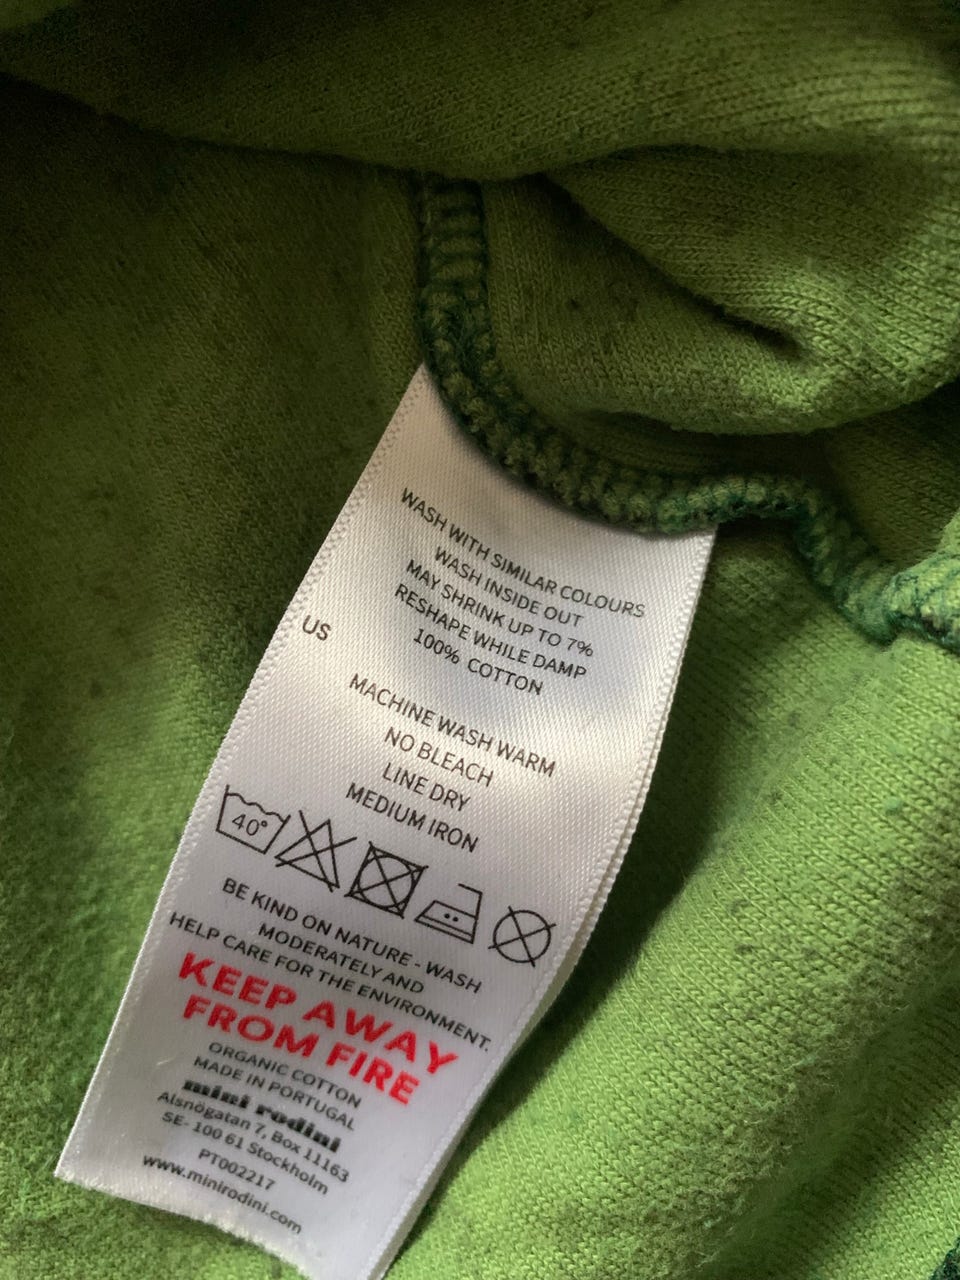 WASH WITH SIMILAR COLOURS
WASH INSIDE OUT
MAY SHRINK UP TO 7%
RESHAPE WHILE DAMP
100% COTTON
US
MACHINE WASH WARM
NO BLEACH
LINE DRY
MEDIUM IRON
40°
BE KIND ON NATURE - WASH
MODERATELY AND
HELP CARE FOR THE ENVIRONMENT.
KEEP AWAY
FROM FIRE
ORGANIC COTTON
MADE IN PORTUGAL
mini rodini
Alsnögatan 7, Box 11163
SE- 100 61 Stockholm
PT002217
www.minirodini.com